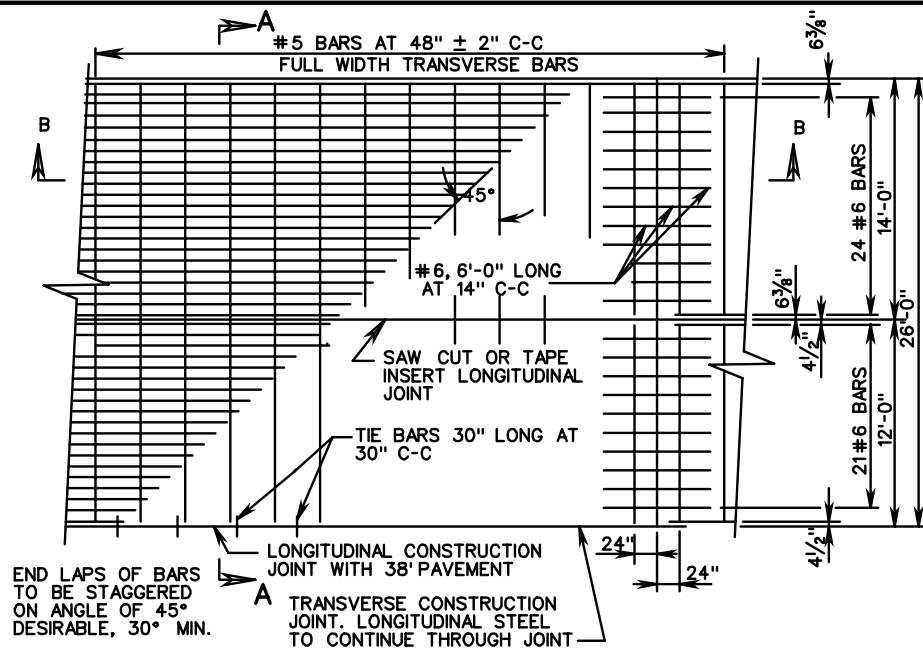 A
#5 BARS AT 48" ± 2" C-C
FULL WIDTH TRANSVERSE BARS
6⅜"
B
B
45°
24 #6 BARS
14'-0"
#6, 6'-0" LONG
AT 14" C-C
6⅜"
4½"
26'-0"
SAW CUT OR TAPE
INSERT LONGITUDINAL
JOINT
21#6 BARS
12'-0"
TIE BARS 30" LONG AT
30" C-C
4½"
24"
24"
LONGITUDINAL CONSTRUCTION
JOINT WITH 38' PAVEMENT
END LAPS OF BARS
TO BE STAGGERED
ON ANGLE OF 45°
DESIRABLE, 30° MIN.
A
TRANSVERSE CONSTRUCTION
JOINT. LONGITUDINAL STEEL
TO CONTINUE THROUGH JOINT